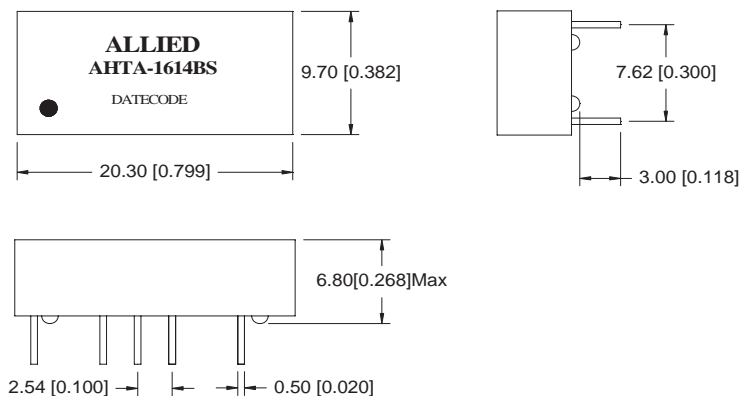 ALLIED
AHTA-1614BS
DATECODE
9.70 [0.382]
20.30 [0.799]
7.62 [0.300]
3.00 [0.118]
6.80[0.268]Max
2.54 [0.100]
0.50 [0.020]